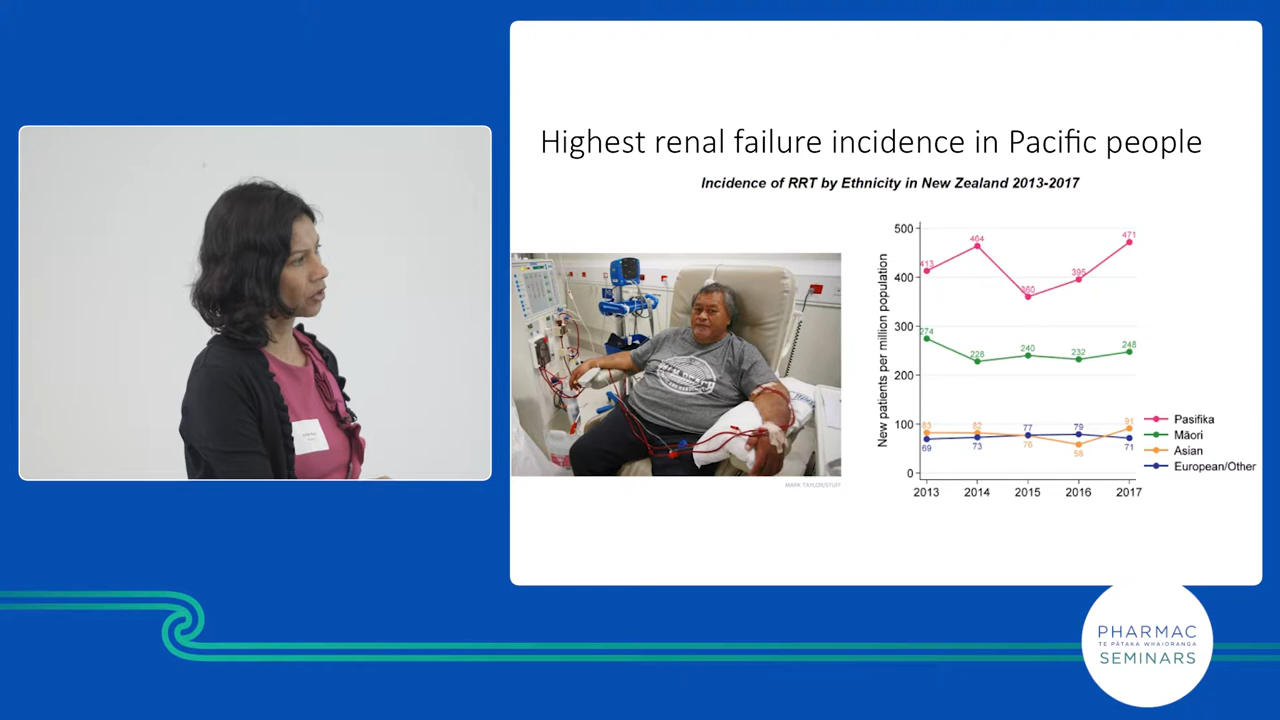 Highest renal failure incidence in Pacific people
Incidence of RRT by Ethnicity in New Zealand 2013-2017
MARK TAYLOR/STUFF
New patients per million population
500
400
300
200
100
0
413
464
360
395
471
274
228
240
232
248
83
82
76
58
91
69
73
77
79
71
2013 2014 2015 2016 2017
Pasifika
Māori
Asian
European/Other
PHARMAC
TE PĀTAKA WHAIORANGA
SEMINARS